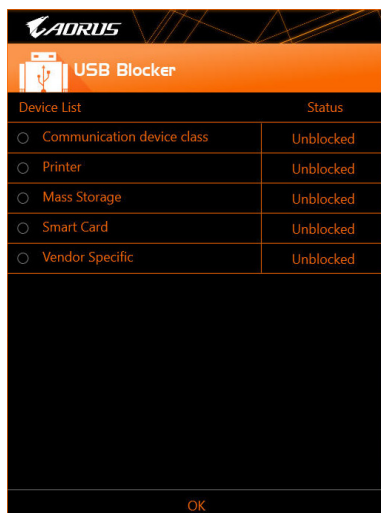 AORUS
USB Blocker
Device List Status
Communication device class Unblocked
Printer Unblocked
Mass Storage Unblocked
Smart Card Unblocked
Vendor Specific Unblocked
OK